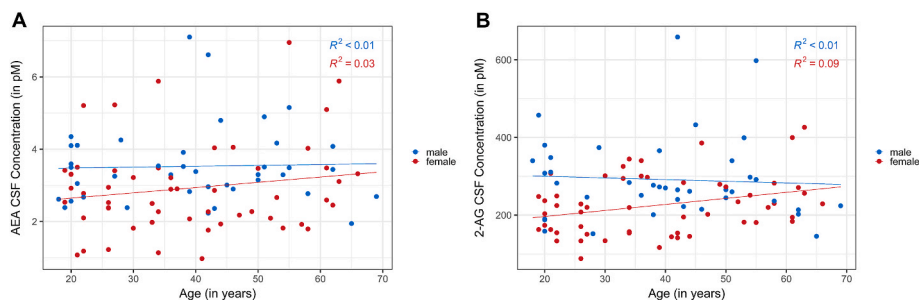 A
AEA CSF Concentration (in pM)
6
4
2
20 30 40 50 60 70
Age (in years)
R² < 0.01
R² = 0.03
male
female
B
2-AG CSF Concentration (in pM)
600
400
200
20 30 40 50 60 70
Age (in years)
R² < 0.01
R² = 0.09
male
female